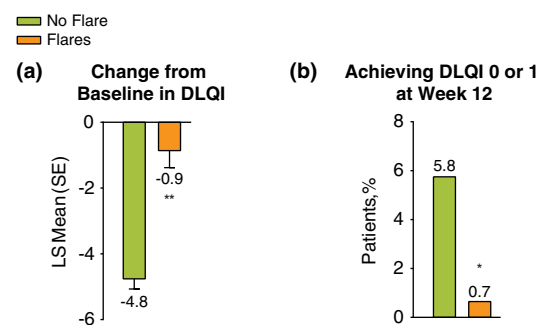 No Flare
Flares
(a) Change from
Baseline in DLQI
0
-2
-4
-6
LS Mean (SE)
-0.9
**
-4.8
(b) Achieving DLQI 0 or 1
at Week 12
8
6
4
2
0
Patients,%
5.8
*
0.7